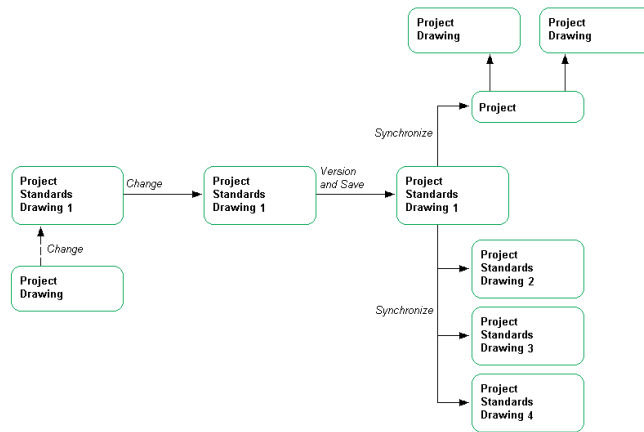 Project
Drawing
Project
Drawing
Project
Synchronize
Project
Standards
Drawing 1
Change
Project
Standards
Drawing 1
Version
and Save
Project
Standards
Drawing 1
Change
Project
Drawing
Synchronize
Project
Standards
Drawing 2
Project
Standards
Drawing 3
Project
Standards
Drawing 4